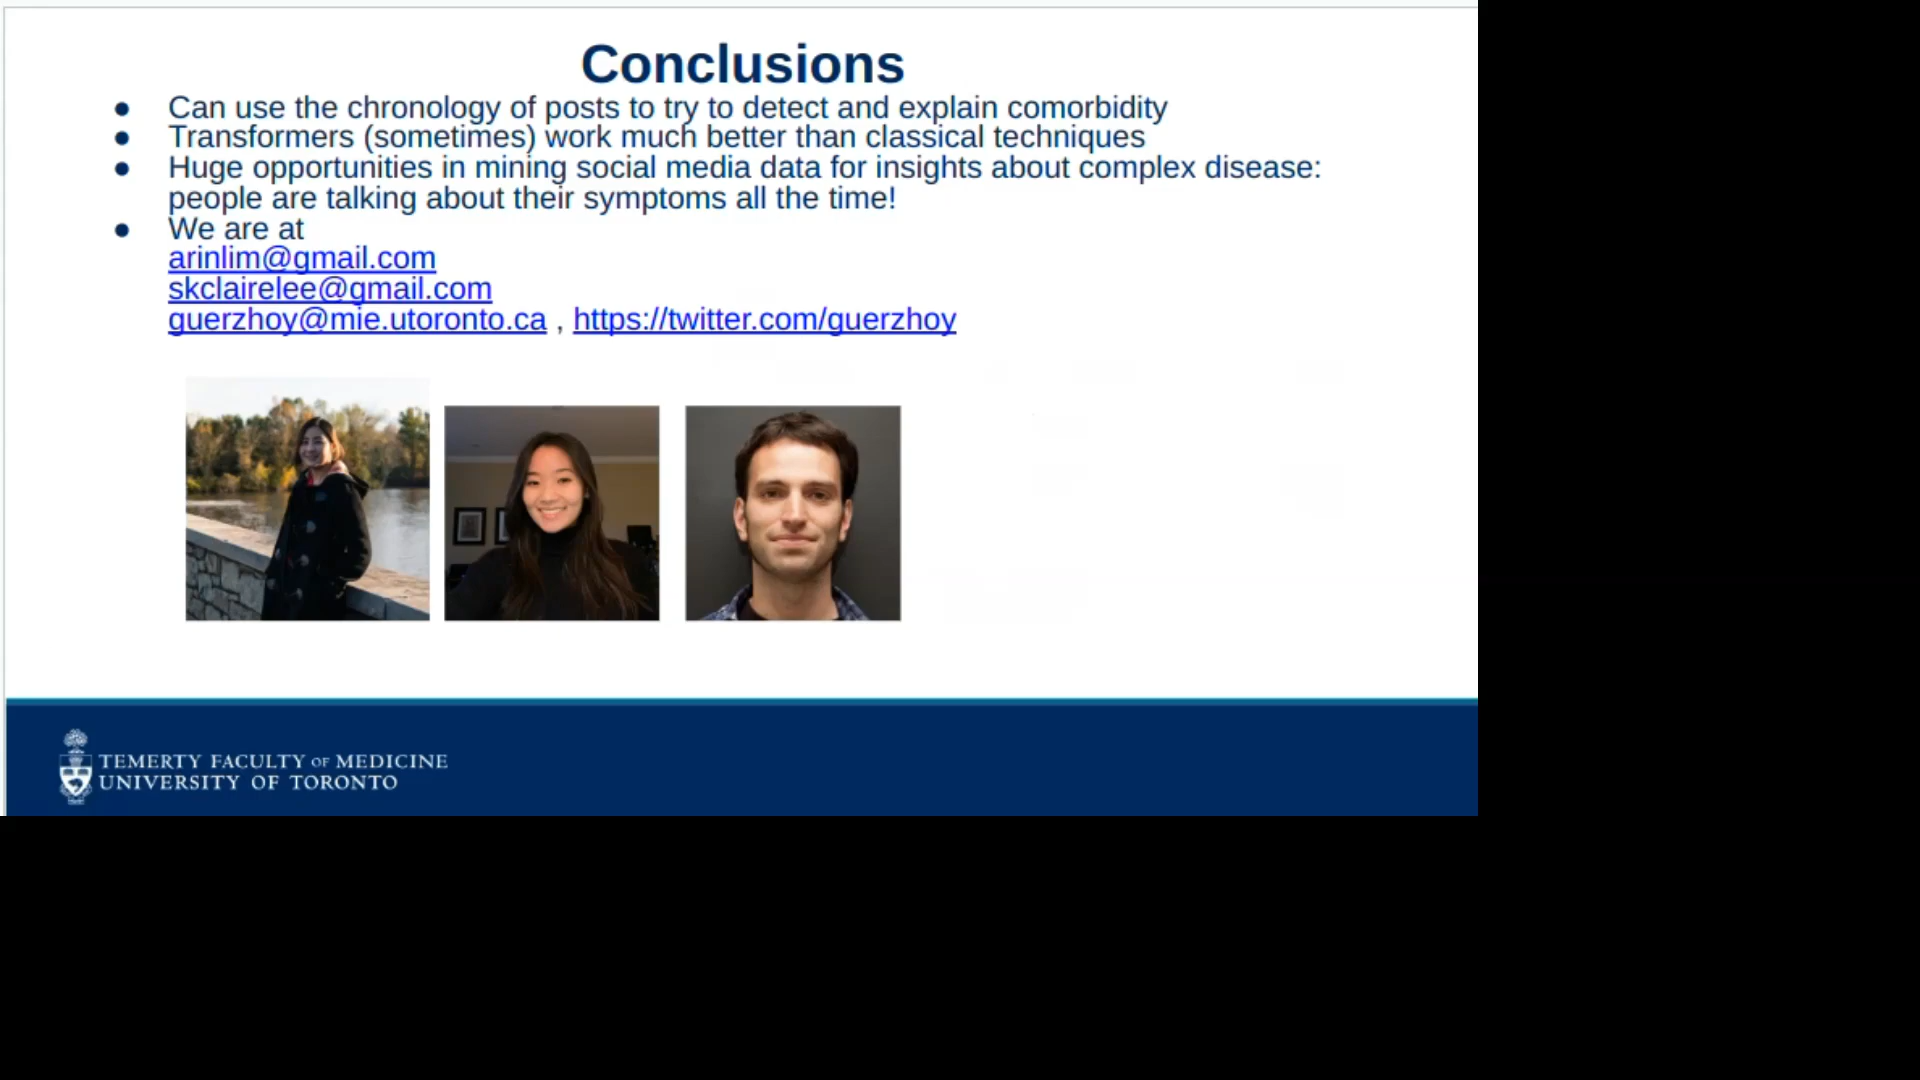 Conclusions
● Can use the chronology of posts to try to detect and explain comorbidity
● Transformers (sometimes) work much better than classical techniques
● Huge opportunities in mining social media data for insights about complex disease:
people are talking about their symptoms all the time!
● We are at
arinlim@gmail.com
skclairelee@gmail.com
guerzhoy@mie.utoronto.ca , https://twitter.com/guerzhoy
TEMERTY FACULTY OF MEDICINE
UNIVERSITY OF TORONTO